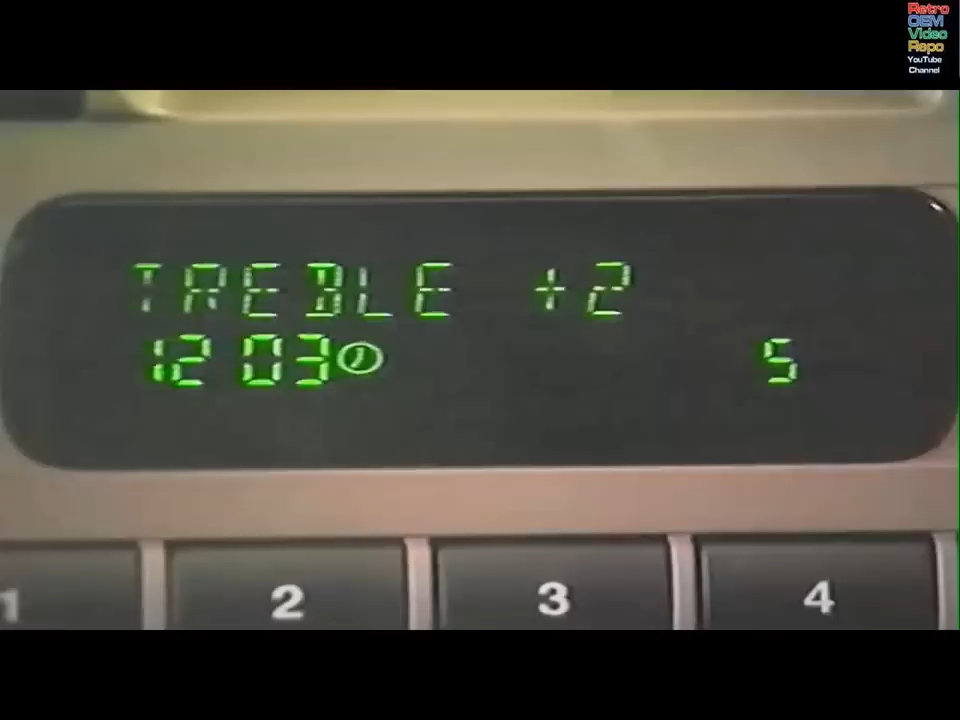 Retro
OEM
Video
Repo
YouTube
Channel
TREBLE +2
12 03 5
1 2 3 4